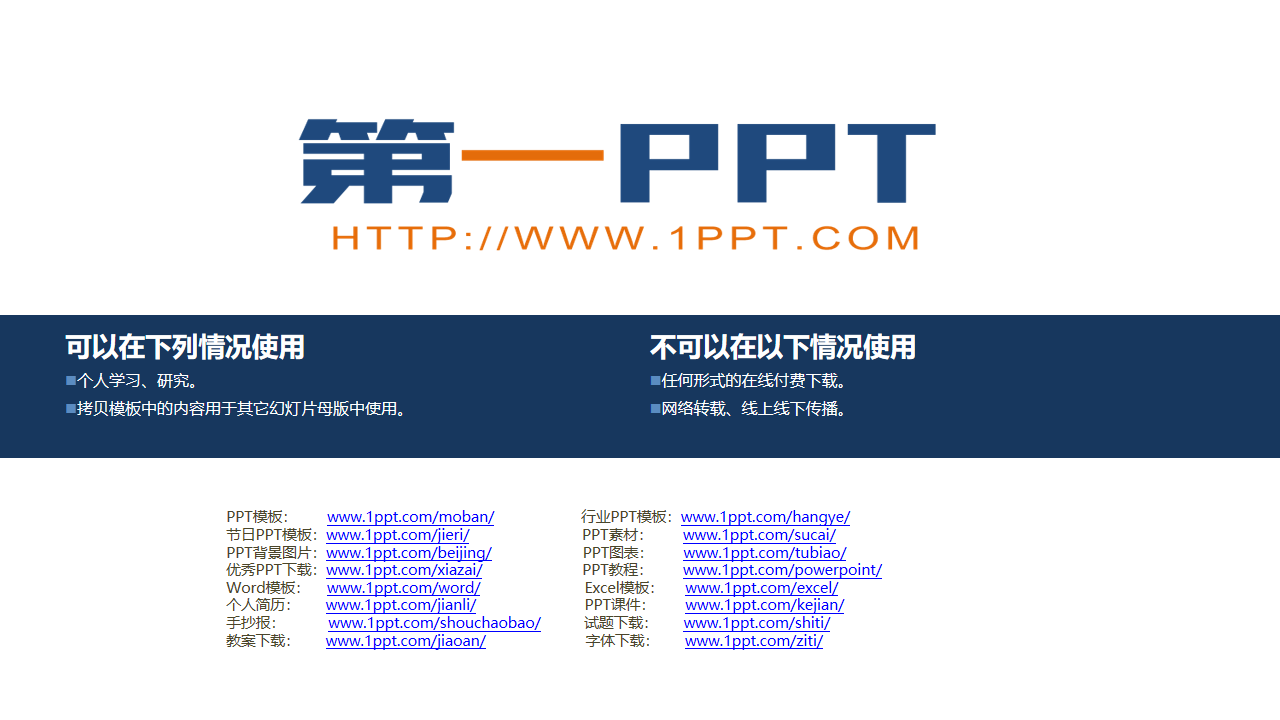 第一PPT
HTTP://WWW.1PPT.COM
可以在下列情况使用
■个人学习、研究。
■拷贝模板中的内容用于其它幻灯片母版中使用。
不可以在以下情况使用
■任何形式的在线付费下载。
■网络转载、线上线下传播。
PPT模板： www.1ppt.com/moban/ 行业PPT模板：www.1ppt.com/hangye/
节日PPT模板：www.1ppt.com/jieri/ PPT素材： www.1ppt.com/sucai/
PPT背景图片：www.1ppt.com/beijing/ PPT图表： www.1ppt.com/tubiao/
优秀PPT下载：www.1ppt.com/xiazai/ PPT教程： www.1ppt.com/powerpoint/
Word模板： www.1ppt.com/word/ Excel模板： www.1ppt.com/excel/
个人简历： www.1ppt.com/jianli/ PPT课件： www.1ppt.com/kejian/
手抄报： www.1ppt.com/shouchaobao/ 试题下载： www.1ppt.com/shiti/
教案下载： www.1ppt.com/jiaoan/ 字体下载： www.1ppt.com/ziti/